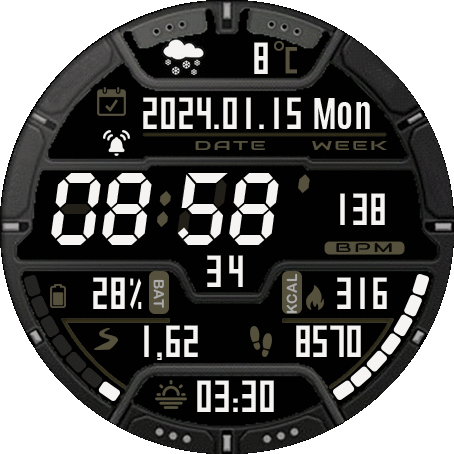 8°C
2024.01.15 Mon
DATE WEEK
08:58
138
BPM
34
28% BAT
KCAL 316
1,62
8570
03:30